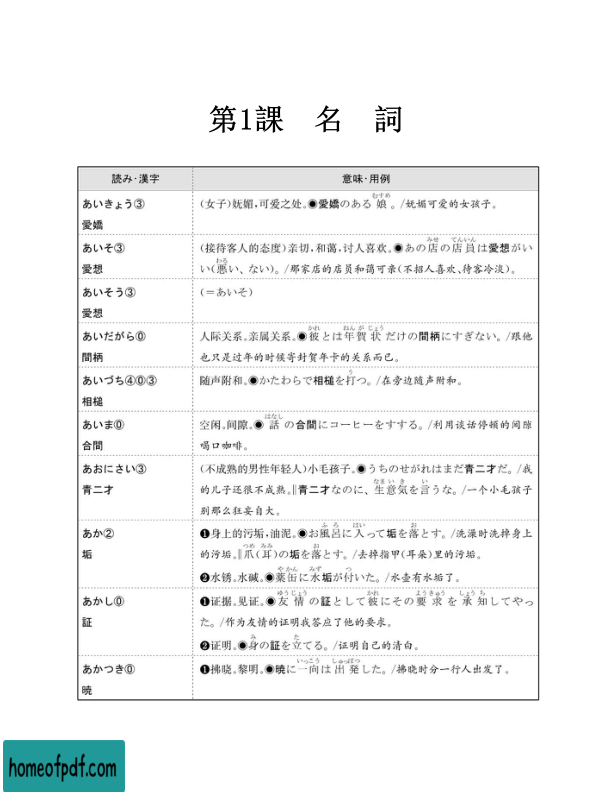 第1課　名　詞
読み・漢字　意味・用例
あいきょう③　（女子）妩媚，可爱之处。◉愛嬌のある娘。/妩媚可爱的女孩子。
愛嬌
あいそ③　（接待客人的态度）亲切，和蔼，讨人喜欢。◉あの店の店員は愛想がい
愛想　い（悪い、ない）。/那家店的店员和蔼可亲（不招人喜欢、待客冷淡）。
あいそう③　（＝あいそ）
愛想
あいだがら⓪　人际关系。亲属关系。◉彼とは年賀状だけの間柄にすぎない。/跟他
間柄　也只是过年的时候寄封贺年卡的关系而已。
あいづち④⓪③　随声附和。◉かたわらで相槌を打つ。/在旁边随声附和。
相槌
あいま⓪　空闲。间隙。◉話の合間にコーヒーをすする。/利用谈话停顿的间隙
合間　喝口咖啡。
あおにさい③　（不成熟的男性年轻人）小毛孩子。◉うちのせがれはまだ青二才だ。/我
青二才　的儿子还很不成熟。‖青二才なのに、生意気を言うな。/一个小毛孩子
别那么狂妄自大。
あか②　❶身上的污垢，油泥。◉お風呂に入って垢を落とす。/洗澡时洗掉身上
垢　的污垢。‖爪（耳）の垢を落とす。/去掉指甲（耳朵）里的污垢。
❷水锈。水碱。◉薬缶に水垢が付いた。/水壶有水垢了。
あかし⓪　❶证据。见证。◉友情の証として彼にその要求を承知してやっ
証　た。/作为友情的证明我答应了他的要求。
❷证明。◉身の証を立てる。/证明自己的清白。
あかつき⓪　❶拂晓。黎明。◉暁に一向は出発した。/拂晓时分一行人出发了。
暁
homeofpdf.com